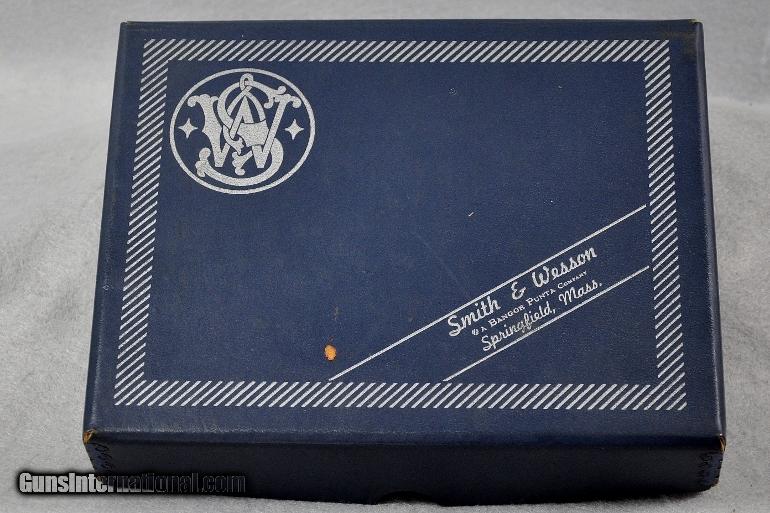 Smith & Wesson
A BANGOR PUNTA COMPANY
Springfield, Mass.
GunsInternational.com